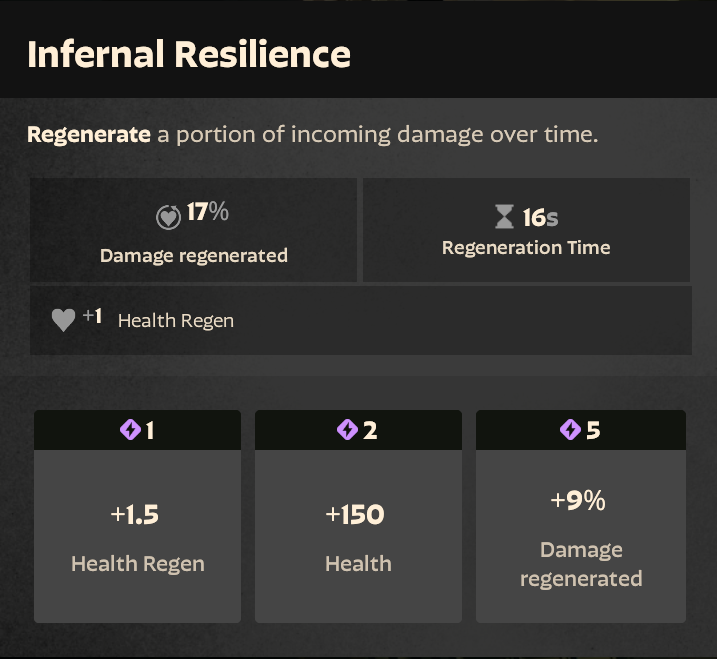 Infernal Resilience
Regenerate a portion of incoming damage over time.
17%
Damage regenerated
16s
Regeneration Time
+1 Health Regen
1
+1.5
Health Regen
2
+150
Health
5
+9%
Damage
regenerated